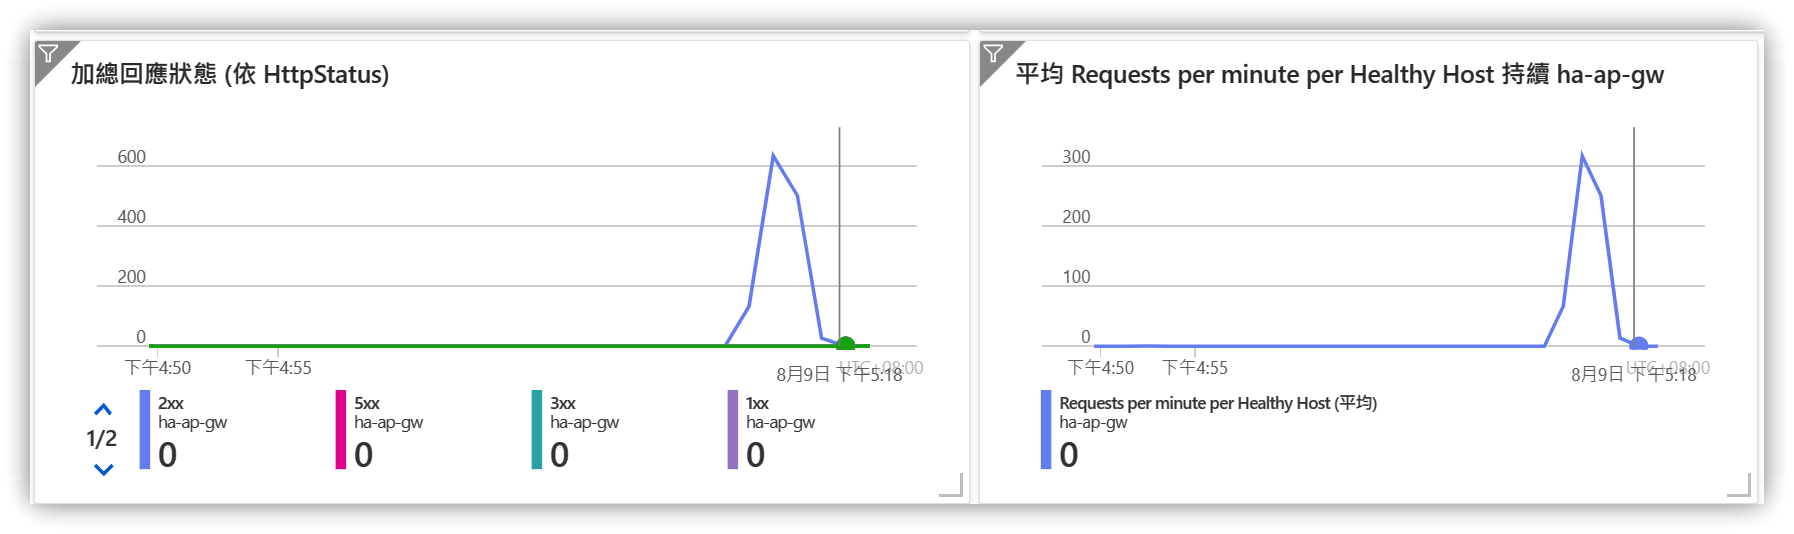 加總回應狀態 (依 HttpStatus)
600
400
200
0
下午4:50
下午4:55
UTC+08:00
8月9日 下午5:18
1/2
2xx
ha-ap-gw
0
5xx
ha-ap-gw
0
3xx
ha-ap-gw
0
1xx
ha-ap-gw
0
平均 Requests per minute per Healthy Host 持續 ha-ap-gw
300
200
100
0
下午4:50
下午4:55
UTC+08:00
8月9日 下午5:18
Requests per minute per Healthy Host (平均)
ha-ap-gw
0